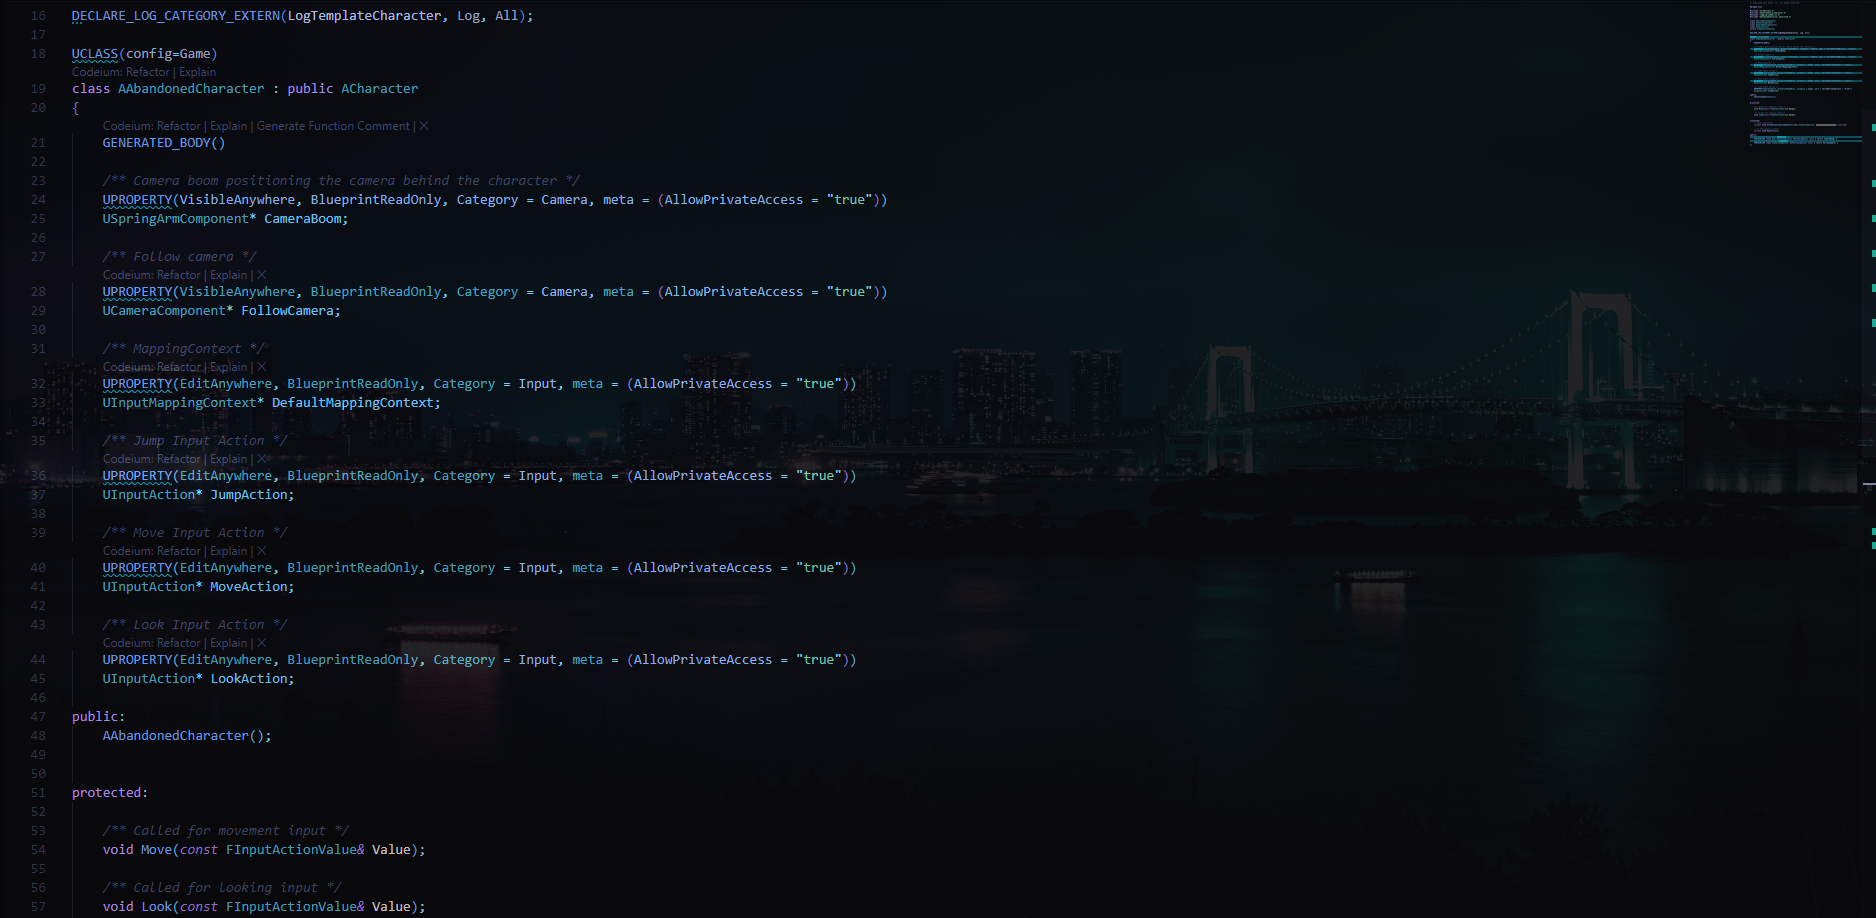 16 DECLARE_LOG_CATEGORY_EXTERN(LogTemplateCharacter, Log, All);
17
18 UCLASS(config=Game)
Codeium: Refactor | Explain
19 class AAbandonedCharacter : public ACharacter
20 {
Codeium: Refactor | Explain | Generate Function Comment | ×
21 GENERATED_BODY()
22
23 /** Camera boom positioning the camera behind the character */
24 UPROPERTY(VisibleAnywhere, BlueprintReadOnly, Category = Camera, meta = (AllowPrivateAccess = "true"))
25 USpringArmComponent* CameraBoom;
26
27 /** Follow camera */
Codeium: Refactor | Explain | ×
28 UPROPERTY(VisibleAnywhere, BlueprintReadOnly, Category = Camera, meta = (AllowPrivateAccess = "true"))
29 UCameraComponent* FollowCamera;
30
31 /** MappingContext */
Codeium: Refactor | Explain | ×
32 UPROPERTY(EditAnywhere, BlueprintReadOnly, Category = Input, meta = (AllowPrivateAccess = "true"))
33 UInputMappingContext* DefaultMappingContext;
34
35 /** Jump Input Action */
Codeium: Refactor | Explain | ×
36 UPROPERTY(EditAnywhere, BlueprintReadOnly, Category = Input, meta = (AllowPrivateAccess = "true"))
37 UInputAction* JumpAction;
38
39 /** Move Input Action */
Codeium: Refactor | Explain | ×
40 UPROPERTY(EditAnywhere, BlueprintReadOnly, Category = Input, meta = (AllowPrivateAccess = "true"))
41 UInputAction* MoveAction;
42
43 /** Look Input Action */
Codeium: Refactor | Explain | ×
44 UPROPERTY(EditAnywhere, BlueprintReadOnly, Category = Input, meta = (AllowPrivateAccess = "true"))
45 UInputAction* LookAction;
46
47 public:
48 AAbandonedCharacter();
49
50
51 protected:
52
53 /** Called for movement input */
54 void Move(const FInputActionValue& Value);
55
56 /** Called for looking input */
57 void Look(const FInputActionValue& Value);